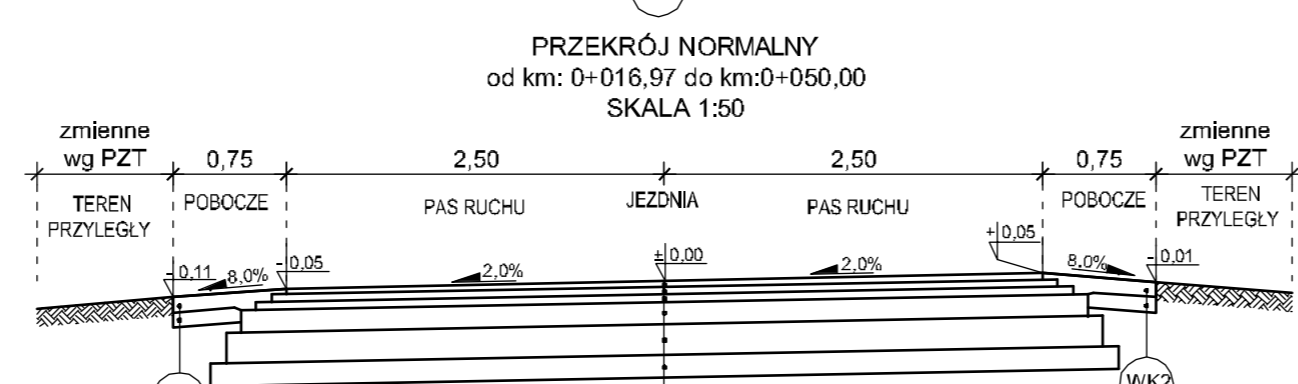 PRZEKRÓJ NORMALNY
od km: 0+016,97 do km:0+050,00
SKALA 1:50
zmienne
wg PZT
0,75
2,50
2,50
0,75
zmienne
wg PZT
TEREN
PRZYLEGŁY
POBOCZE
PAS RUCHU
JEZDNIA
PAS RUCHU
POBOCZE
TEREN
PRZYLEGŁY
-0,11
8,0%
-0,05
2,0%
±0,00
2,0%
+0,05
8,0%
-0,01
WK2